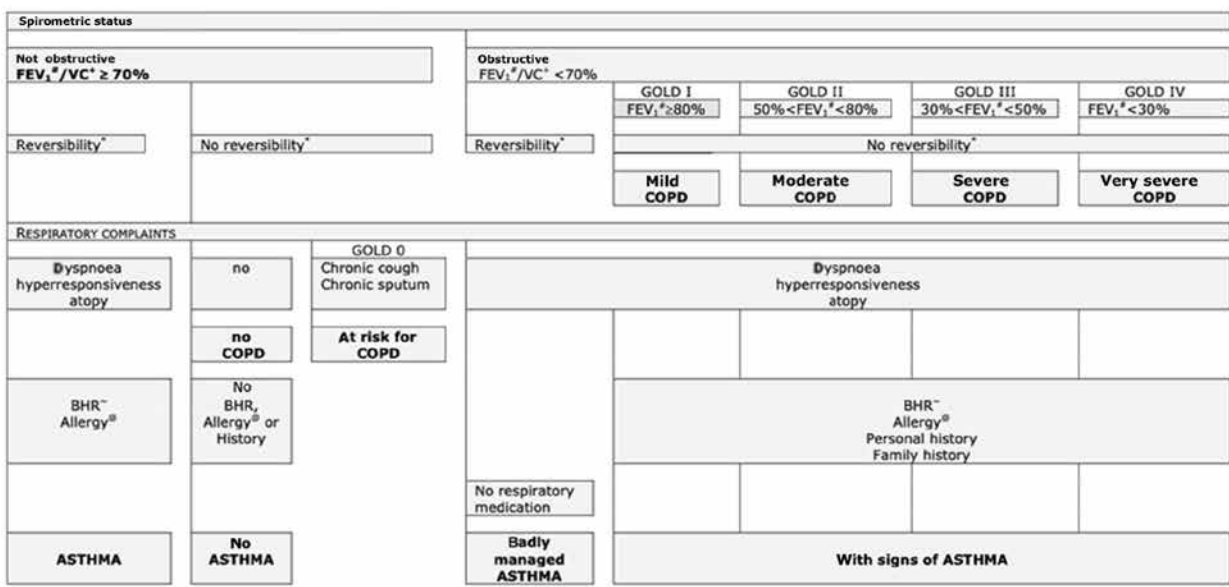 Spirometric status
Not obstructive
FEV₁#/VC+ ≥ 70%
Obstructive
FEV₁#/VC+ <70%
GOLD I
GOLD II
GOLD III
GOLD IV
FEV₁#≥80%
50%<FEV₁#<80%
30%<FEV₁#<50%
FEV₁#<30%
Reversibility*
No reversibility*
Reversibility*
No reversibility*
Mild
COPD
Moderate
COPD
Severe
COPD
Very severe
COPD
RESPIRATORY COMPLAINTS
Dyspnoea
hyperresponsiveness
atopy
no
GOLD 0
Chronic cough
Chronic sputum
Dyspnoea
hyperresponsiveness
atopy
no
COPD
At risk for
COPD
BHR~
Allergy@
No
BHR,
Allergy@ or
History
BHR~
Allergy@
Personal history
Family history
No respiratory
medication
ASTHMA
No
ASTHMA
Badly
managed
ASTHMA
With signs of ASTHMA